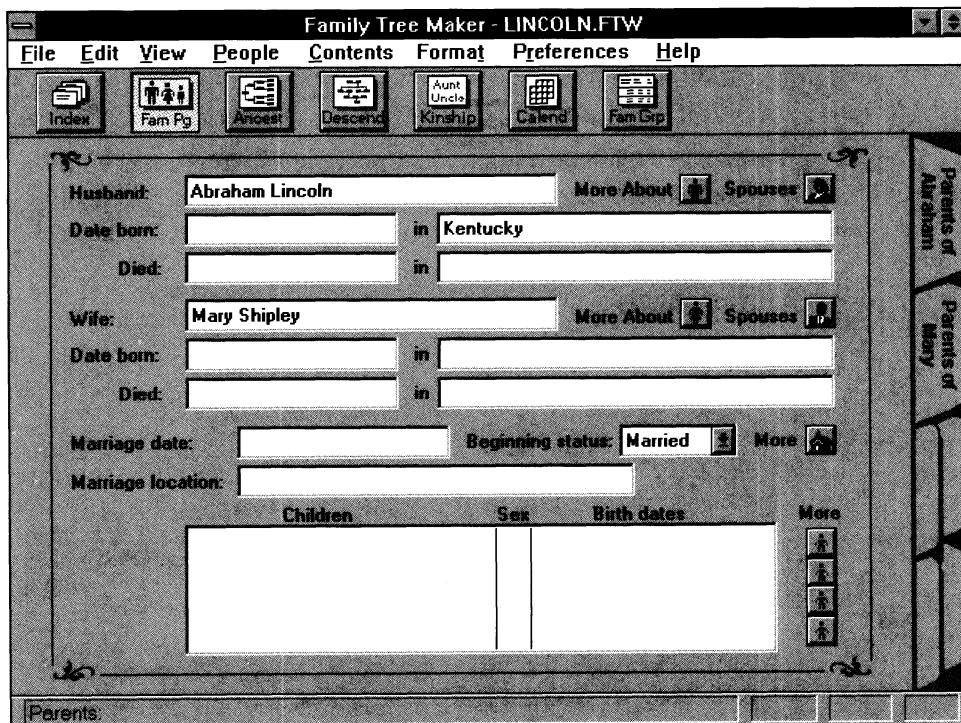 Family Tree Maker - LINCOLN.FTW
File Edit View People Contents Format Preferences Help
Index Fam Pg Ancest Descend Aunt Uncle Kinship Calend Fam Grp
Husband: Abraham Lincoln More About Spouses
Date born: in Kentucky
Died: in
Wife: Mary Shipley More About Spouses
Date born: in
Died: in
Marriage date: Beginning status: Married More
Marriage location:
Children Sex Birth dates More
Parents of Abraham
Parents of Mary
Parents: